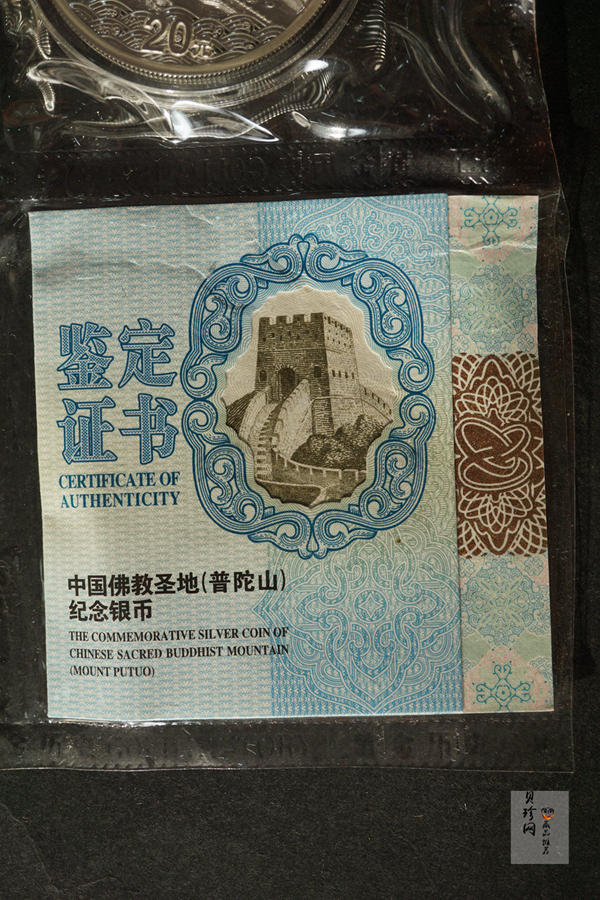 20元
鉴定
证书
CERTIFICATE OF
AUTHENTICITY
中国佛教圣地(普陀山)
纪念银币
THE COMMEMORATIVE SILVER COIN OF
CHINESE SACRED BUDDHIST MOUNTAIN
(MOUNT PUTUO)
贝珍网